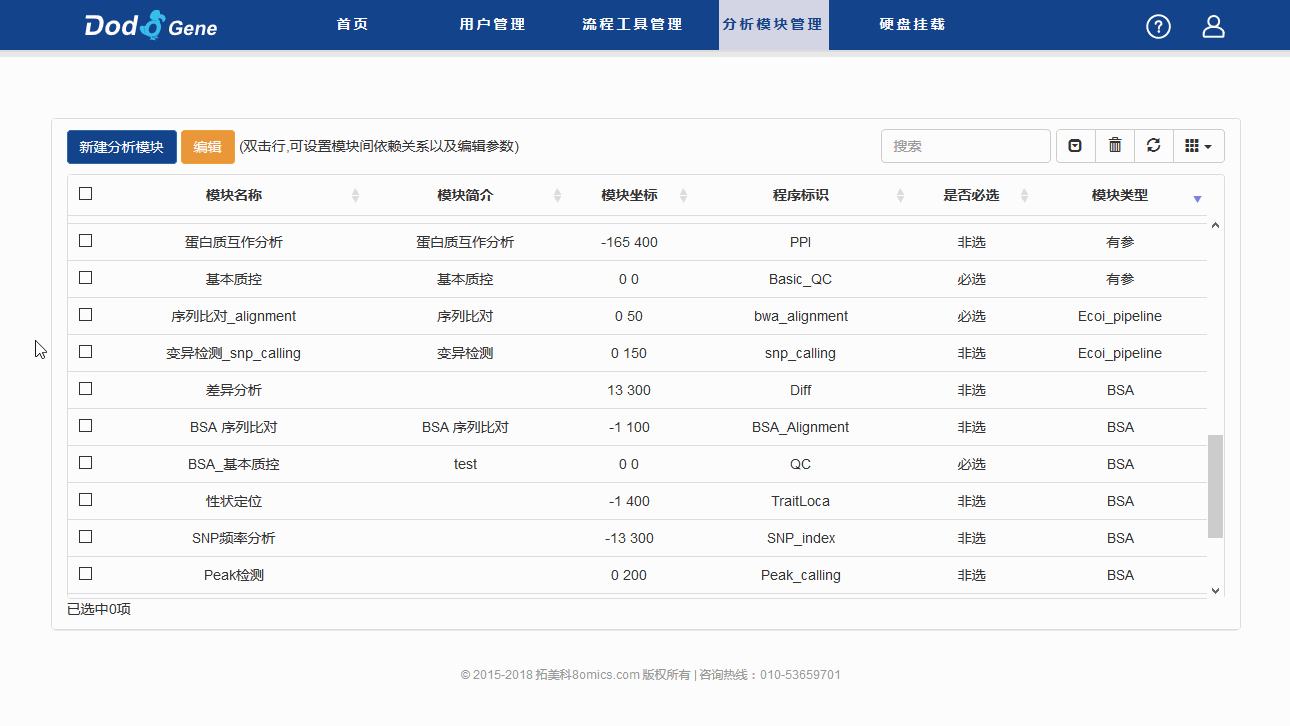 Dodo Gene 首页 用户管理 流程工具管理 分析模块管理 硬盘挂载 ?
新建分析模块 编辑 (双击行,可设置模块间依赖关系以及编辑参数) 搜索
模块名称 模块简介 模块坐标 程序标识 是否必选 模块类型
蛋白质互作分析 蛋白质互作分析 -165 400 PPI 非选 有参
基本质控 基本质控 0 0 Basic_QC 必选 有参
序列比对_alignment 序列比对 0 50 bwa_alignment 必选 Ecoi_pipeline
变异检测_snp_calling 变异检测 0 150 snp_calling 非选 Ecoi_pipeline
差异分析 13 300 Diff 非选 BSA
BSA 序列比对 BSA 序列比对 -1 100 BSA_Alignment 非选 BSA
BSA_基本质控 test 0 0 QC 必选 BSA
性状定位 -1 400 TraitLoca 非选 BSA
SNP频率分析 -13 300 SNP_index 非选 BSA
Peak检测 0 200 Peak_calling 非选 BSA
已选中0项
© 2015-2018 拓美科8omics.com 版权所有 | 咨询热线：010-53659701